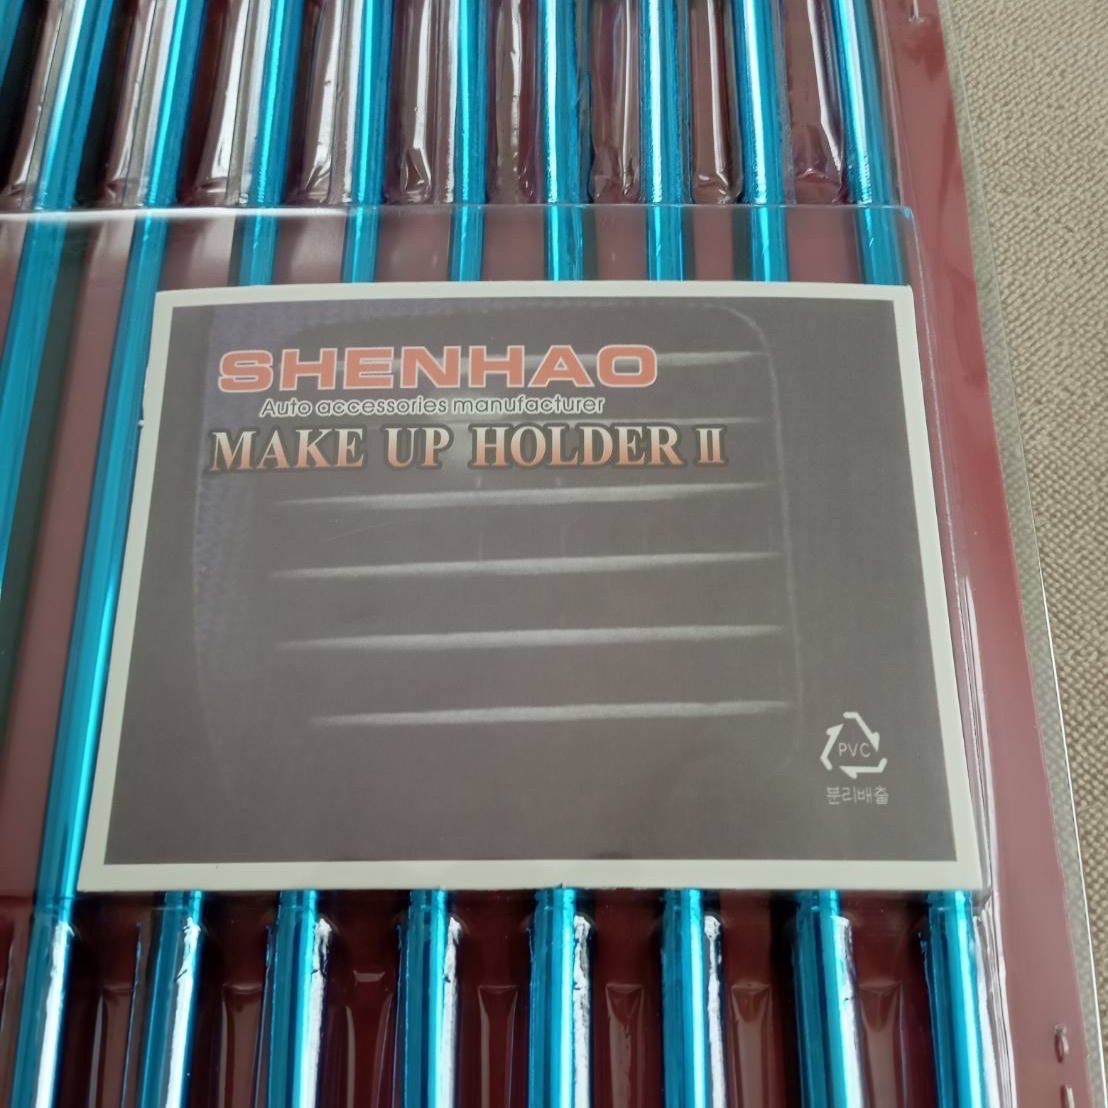 SHENHAO
Auto accessories manufacturer
MAKE UP HOLDER II
PVC
분리배출